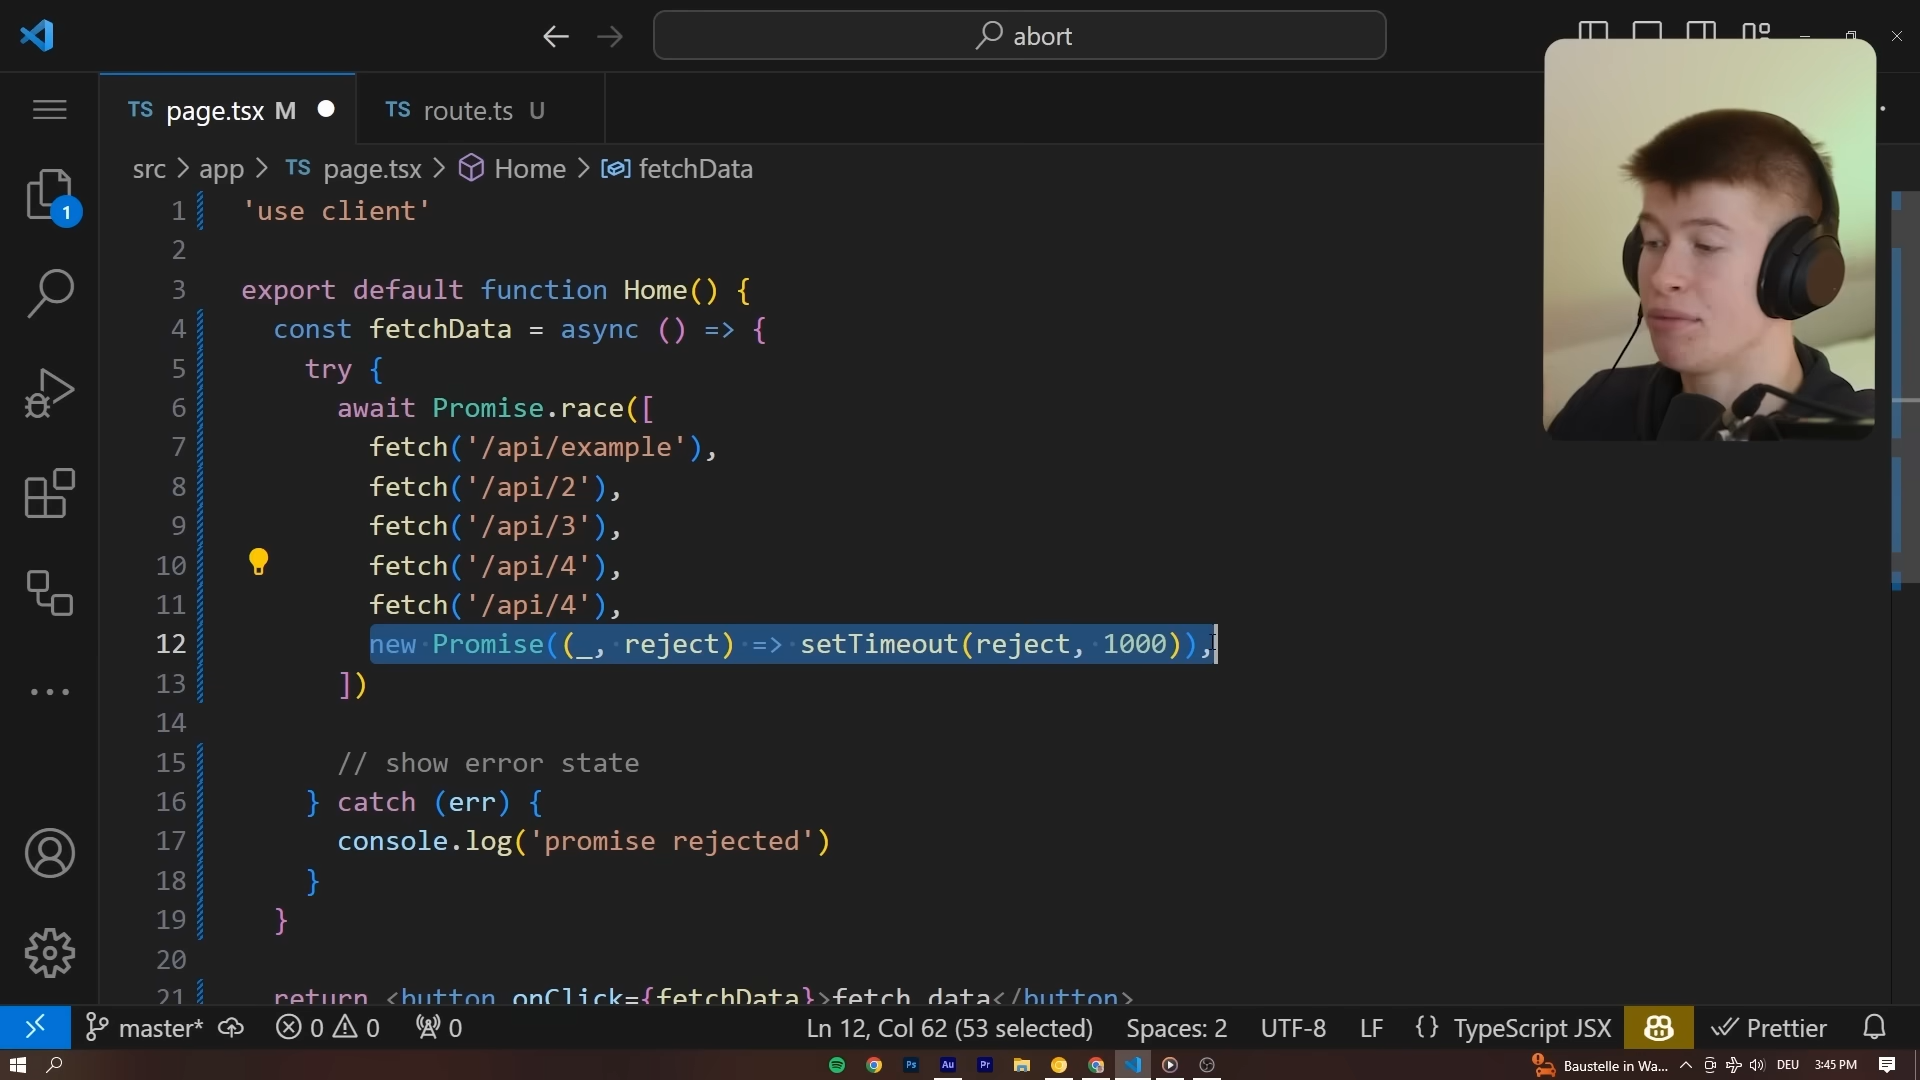 abort
TS page.tsx M
TS route.ts U
src > app > TS page.tsx > Home > fetchData
1 'use client'
2
3 export default function Home() {
4 const fetchData = async () => {
5 try {
6 await Promise.race([
7 fetch('/api/example'),
8 fetch('/api/2'),
9 fetch('/api/3'),
10 fetch('/api/4'),
11 fetch('/api/4'),
12 new Promise((_, reject) => setTimeout(reject, 1000)),
13 ])
14
15 // show error state
16 } catch (err) {
17 console.log('promise rejected')
18 }
19 }
20
21 return <button onClick={fetchData}>fetch data</button>
1
master* 0 0 0 Ln 12, Col 62 (53 selected) Spaces: 2 UTF-8 LF {} TypeScript JSX Prettier
Ps Au Pr Baustelle in Wa... DEU 3:45 PM